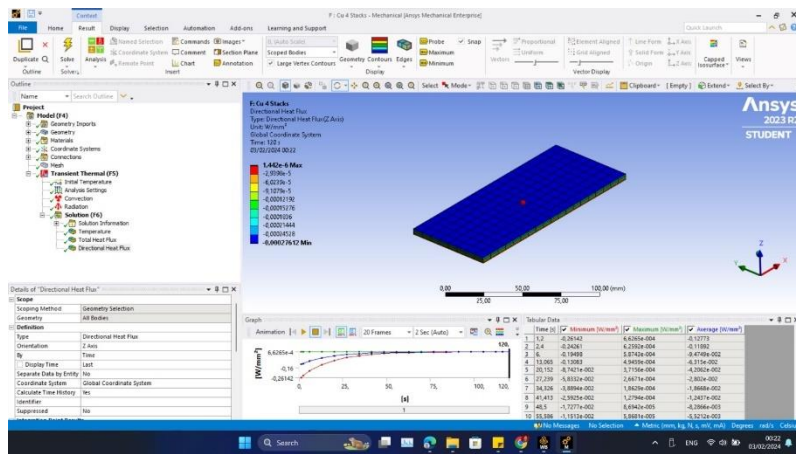 Context
F : Cu 4 Stacks - Mechanical [Ansys Mechanical Enterprise]
File Home Result Display Selection Automation Add-ons Learning and Support
Quick Launch
Duplicate Q
Outline
Solve
Solver
Analysis
Named Selection
Coordinate System
Remote Point
Commands
Comment
Chart
Images
Section Plane
Annotation
Insert
(Auto Scale)
Scoped Bodies
Large Vertex Contours
Geometry Contours Edges
Display
Probe
Maximum
Minimum
Snap
Vectors
Proportional
Uniform
Element Aligned
Grid Aligned
Line Form
Solid Form
Origin
X Axis
Y Axis
Z Axis
Vector Display
Capped Isosurface
Views
Outline
Name Search Outline
Select Mode Clipboard [Empty] Extend Select By
Project
Model (F4)
Geometry Imports
Geometry
Materials
Coordinate Systems
Connections
Mesh
Transient Thermal (F5)
Initial Temperature
Analysis Settings
Convection
Radiation
Solution (F6)
Solution Information
Temperature
Total Heat Flux
Directional Heat Flux
F: Cu 4 Stacks
Directional Heat Flux
Type: Directional Heat Flux(Z Axis)
Unit: W/mm²
Global Coordinate System
Time: 120 s
03/02/2024 00:22
1,442e-6 Max
-2,9398e-5
-9,1079e-5
-0,00012192
-0,00015276
-0,00021444
-0,00024528
-0,00027612 Min
Ansys
2023 R2
STUDENT
0,00 50,00 100,00 (mm)
25,00 75,00
X Y Z
Details of "Directional Heat Flux"
Scope
Scoping Method Geometry Selection
Geometry All Bodies
Definition
Type Directional Heat Flux
Orientation Z Axis
By Time
Display Time Last
Separate Data by Entity No
Coordinate System Global Coordinate System
Calculate Time History Yes
Identifier
Suppressed No
Graph
Animation 20 Frames 2 Sec (Auto)
120,
6,6265e-4
-0,16
-0,26142
[W/mm²]
0, 25, 50, 75, 100, 120,
[s]
1
Tabular Data
Time [s] Minimum [W/mm²] Maximum [W/mm²] Average [W/mm²]
1 1,2 -0,26142 6,6265e-004 -0,12773
2 2,4 -0,24261 6,2592e-004
3 6, -0,19498 5,8742e-004 -9,4749e-002
4 13,065 -0,13083 4,9459e-004 -6,315e-002
5 20,152 -8,7421e-002 3,7156e-004 -4,2062e-002
6 27,239 -5,8332e-002 2,6671e-004 -2,802e-002
7 34,326 -3,8894e-002 1,8629e-004 -1,8668e-002
8 41,413 -2,5925e-002 1,2794e-004 -1,2437e-002
9 48,5 -1,7277e-002 8,6942e-005 -8,2866e-003
10 55,586 -1,1512e-002 5,8681e-005 -5,5212e-003
No Messages No Selection Metric (mm, kg, N, s, mV, mA) Degrees rad/s Celsius
Search
ENG
00:22
03/02/2024